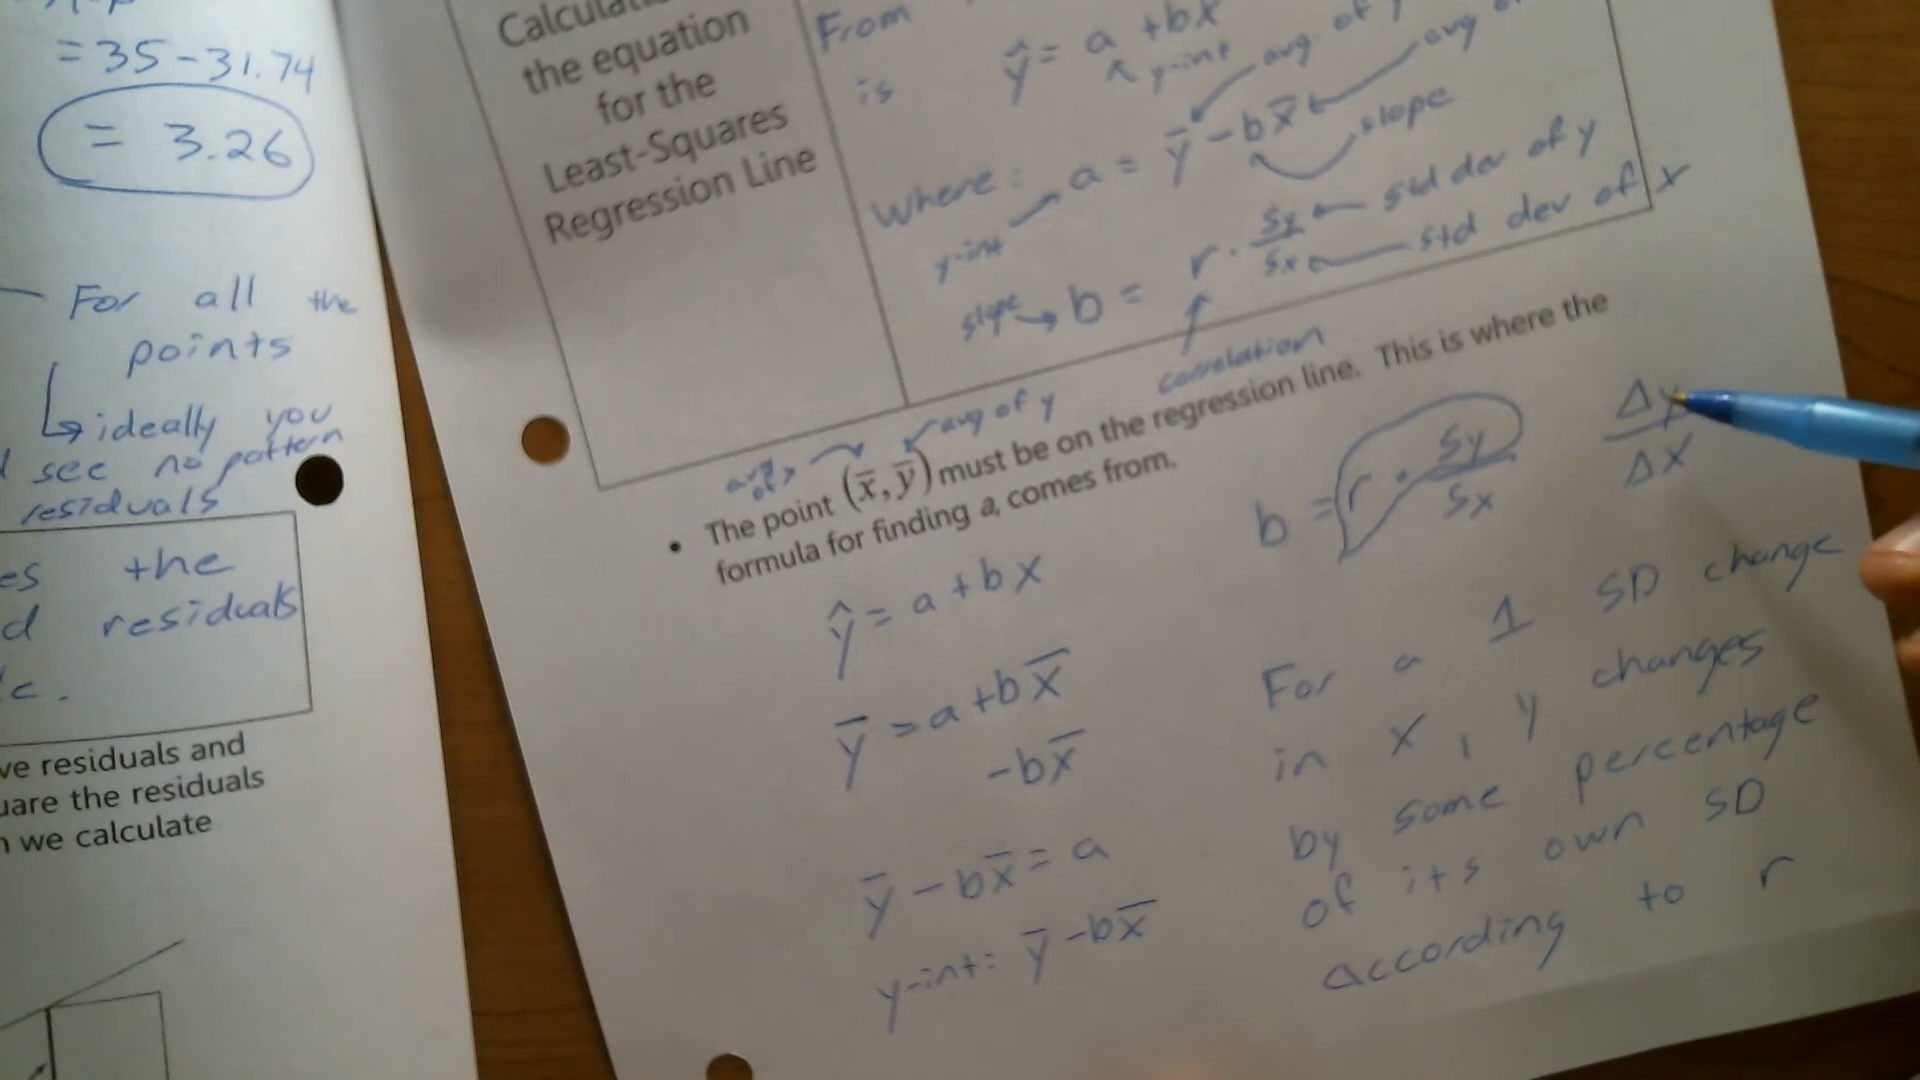 = 35 - 31.74
= 3.26
For all the
points
ideally you
see no pattern
residuals
es the
d residuals
c.
ve residuals and
uare the residuals
n we calculate
Calculat
the equation
for the
Least-Squares
Regression Line
From
is ŷ = a + bx
y-int
avg of y
avg
Where: a = ȳ - bx̄
slope
y-int
slope → b = r · sy/sx
std dev of y
std dev of x
correlation
avg of x
avg of y
• The point (x̄, ȳ) must be on the regression line. This is where the
formula for finding a, comes from.
ŷ = a + bx
ȳ = a + bx̄
-bx̄
ȳ - bx̄ = a
y-int: ȳ - bx̄
b = r · sy/sx
Δy/Δx
For a 1 SD change
in x, y changes
by some percentage
of its own SD
according to r